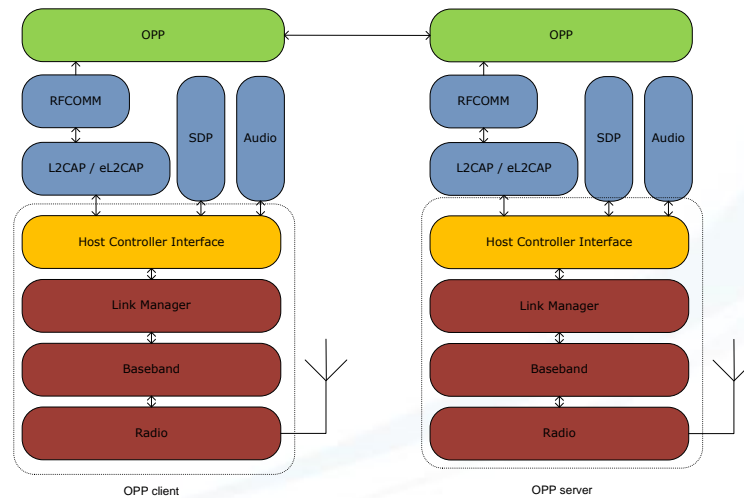 OPP
RFCOMM
SDP
Audio
L2CAP / eL2CAP
Host Controller Interface
Link Manager
Baseband
Radio
OPP client
OPP
RFCOMM
SDP
Audio
L2CAP / eL2CAP
Host Controller Interface
Link Manager
Baseband
Radio
OPP server